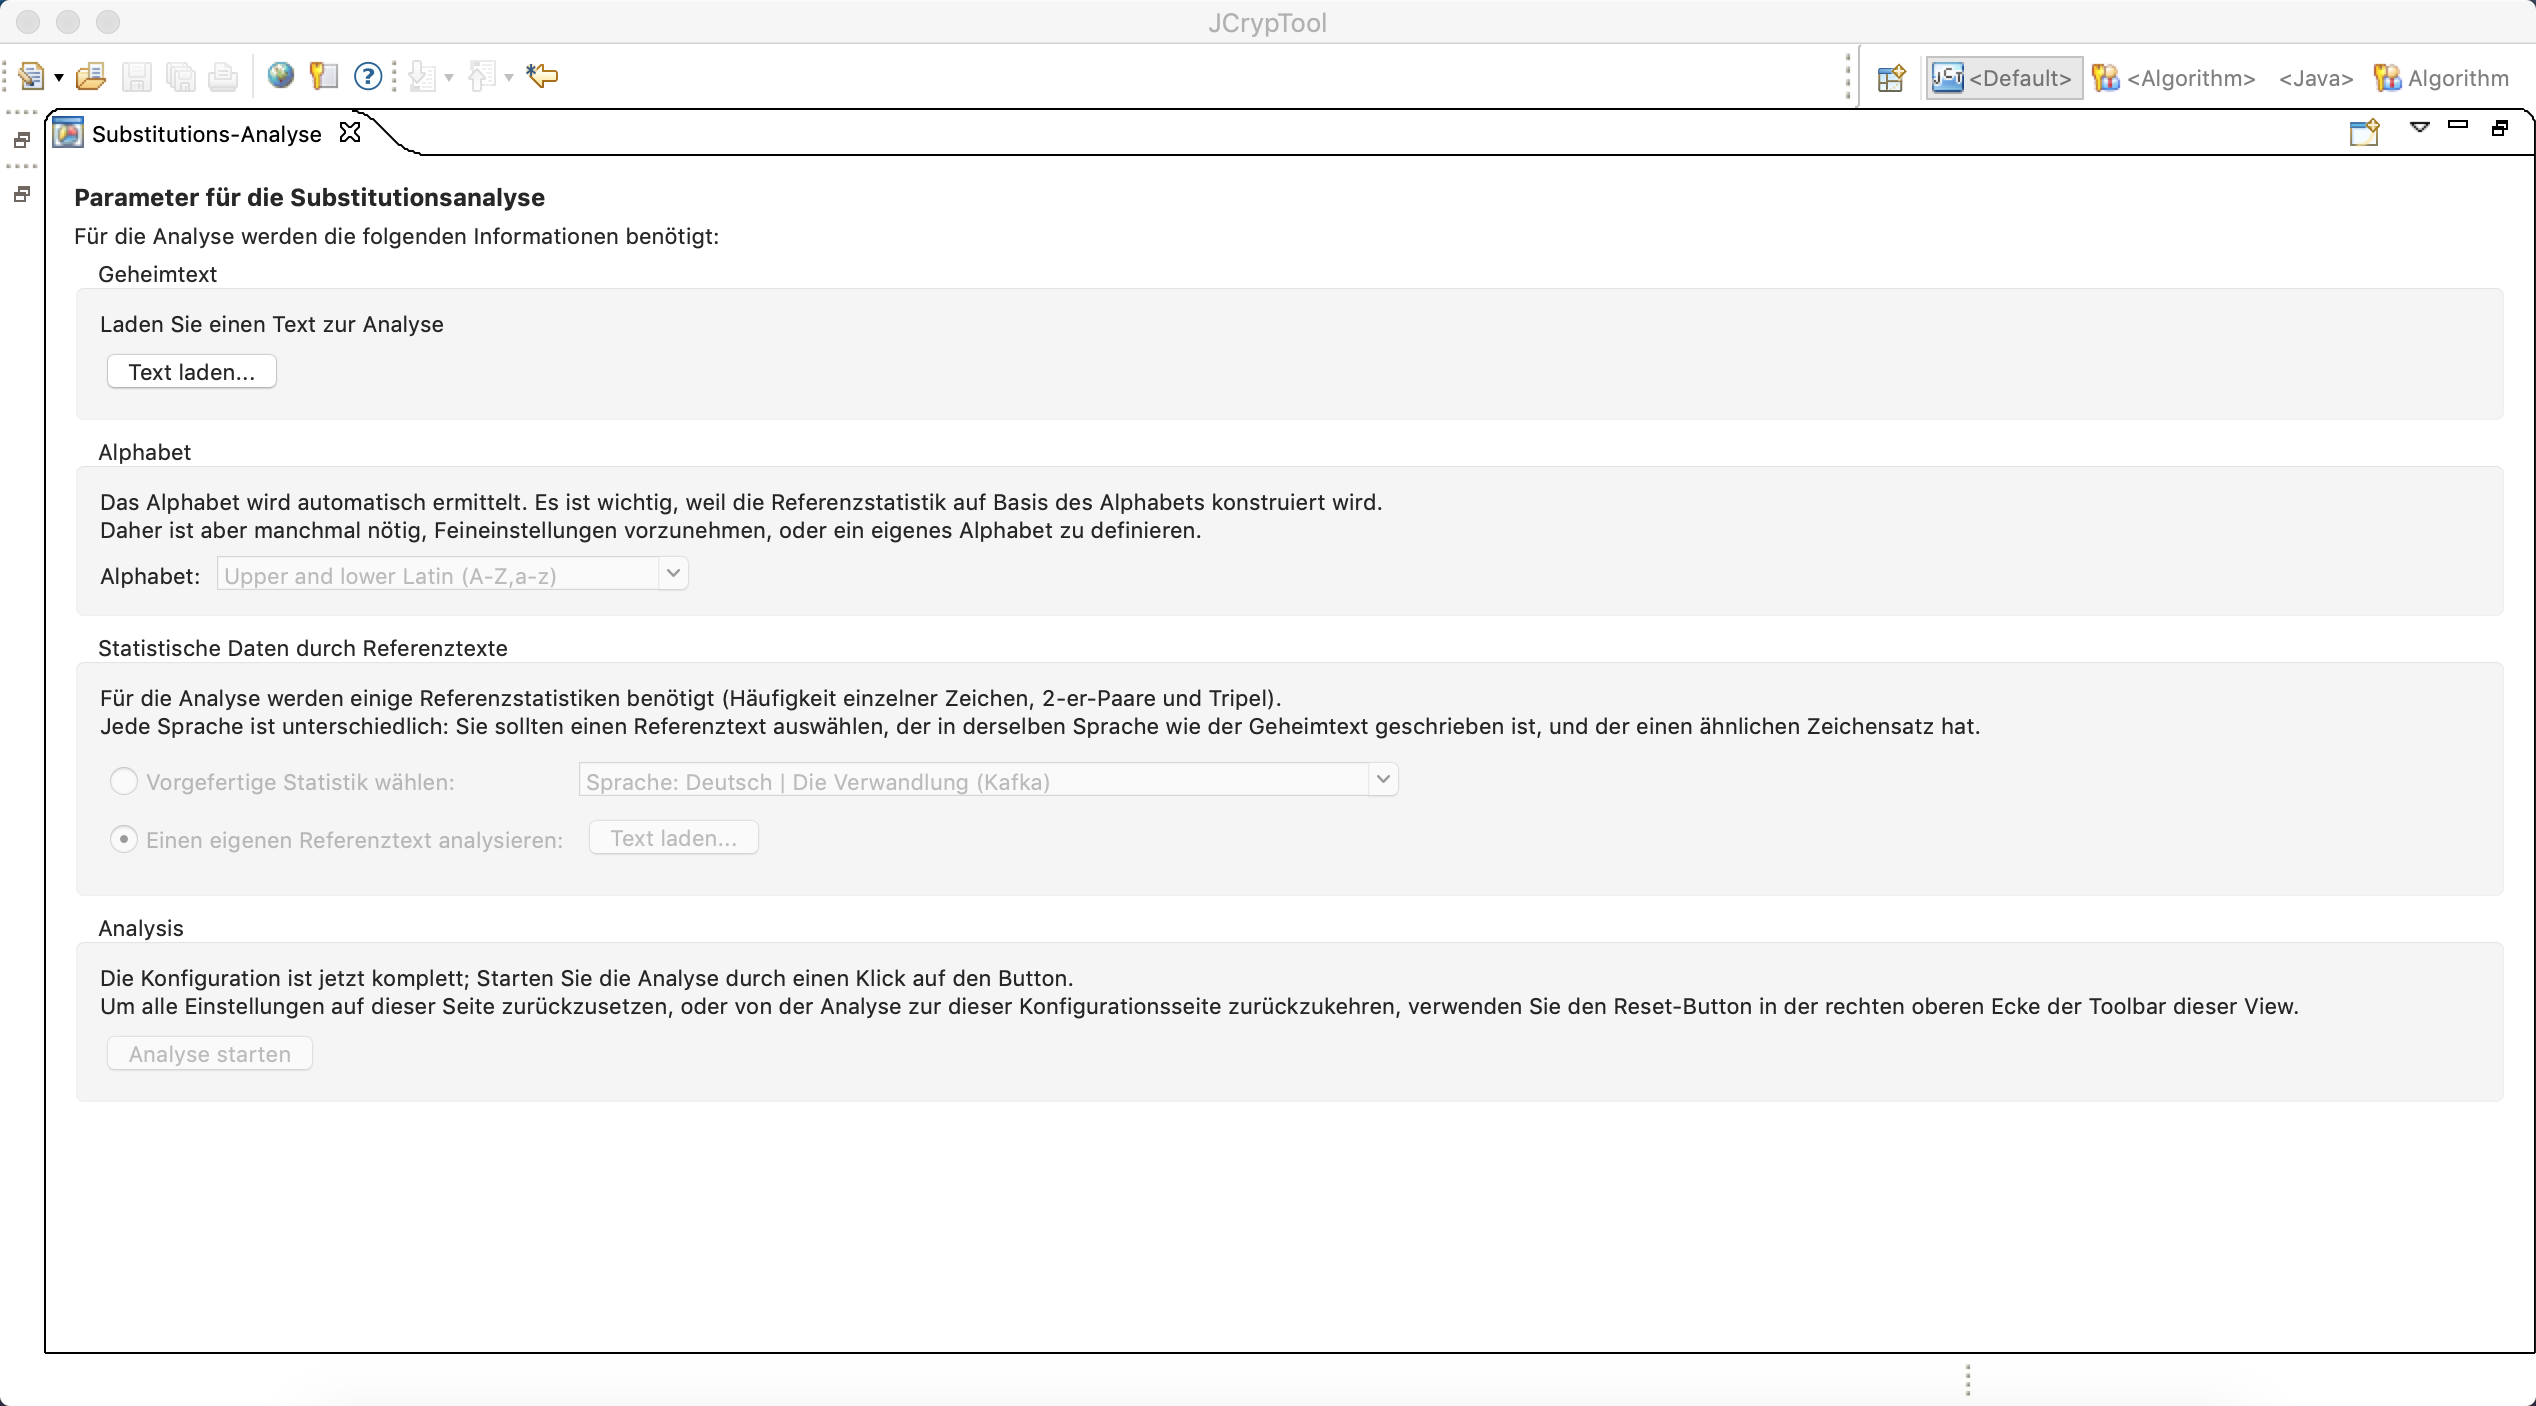 JCrypTool
<Default>
<Algorithm>
<Java>
Algorithm
Substitutions-Analyse
Parameter für die Substitutionsanalyse
Für die Analyse werden die folgenden Informationen benötigt:
Geheimtext
Laden Sie einen Text zur Analyse
Text laden...
Alphabet
Das Alphabet wird automatisch ermittelt. Es ist wichtig, weil die Referenzstatistik auf Basis des Alphabets konstruiert wird.
Daher ist aber manchmal nötig, Feineinstellungen vorzunehmen, oder ein eigenes Alphabet zu definieren.
Alphabet: Upper and lower Latin (A-Z,a-z)
Statistische Daten durch Referenztexte
Für die Analyse werden einige Referenzstatistiken benötigt (Häufigkeit einzelner Zeichen, 2-er-Paare und Tripel).
Jede Sprache ist unterschiedlich: Sie sollten einen Referenztext auswählen, der in derselben Sprache wie der Geheimtext geschrieben ist, und der einen ähnlichen Zeichensatz hat.
Vorgefertige Statistik wählen: Sprache: Deutsch | Die Verwandlung (Kafka)
Einen eigenen Referenztext analysieren: Text laden...
Analysis
Die Konfiguration ist jetzt komplett; Starten Sie die Analyse durch einen Klick auf den Button.
Um alle Einstellungen auf dieser Seite zurückzusetzen, oder von der Analyse zur dieser Konfigurationsseite zurückzukehren, verwenden Sie den Reset-Button in der rechten oberen Ecke der Toolbar dieser View.
Analyse starten